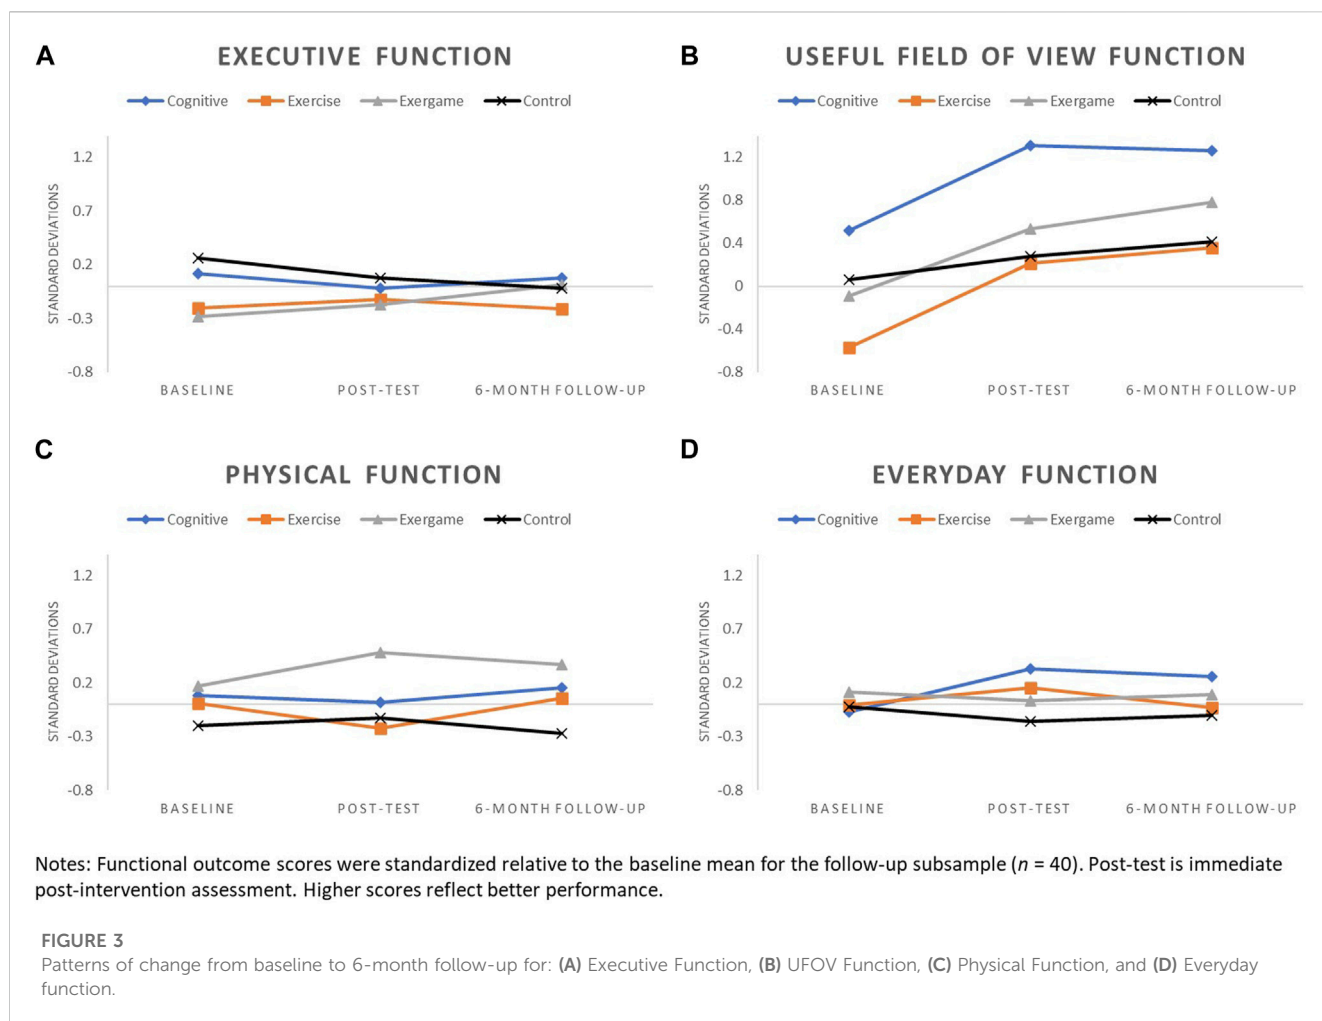 A
EXECUTIVE FUNCTION
Cognitive Exercise Exergame Control
STANDARD DEVIATIONS
1.2
0.7
0.2
-0.3
-0.8
BASELINE POST-TEST 6-MONTH FOLLOW-UP
B
USEFUL FIELD OF VIEW FUNCTION
Cognitive Exercise Exergame Control
STANDARD DEVIATIONS
1.2
0.8
0.4
0
-0.4
-0.8
BASELINE POST-TEST 6-MONTH FOLLOW-UP
C
PHYSICAL FUNCTION
Cognitive Exercise Exergame Control
STANDARD DEVIATIONS
1.2
0.7
0.2
-0.3
-0.8
BASELINE POST-TEST 6-MONTH FOLLOW-UP
D
EVERYDAY FUNCTION
Cognitive Exercise Exergame Control
STANDARD DEVIATIONS
1.2
0.7
0.2
-0.3
-0.8
BASELINE POST-TEST 6-MONTH FOLLOW-UP
Notes: Functional outcome scores were standardized relative to the baseline mean for the follow-up subsample (n = 40). Post-test is immediate
post-intervention assessment. Higher scores reflect better performance.
FIGURE 3
Patterns of change from baseline to 6-month follow-up for: (A) Executive Function, (B) UFOV Function, (C) Physical Function, and (D) Everyday
function.